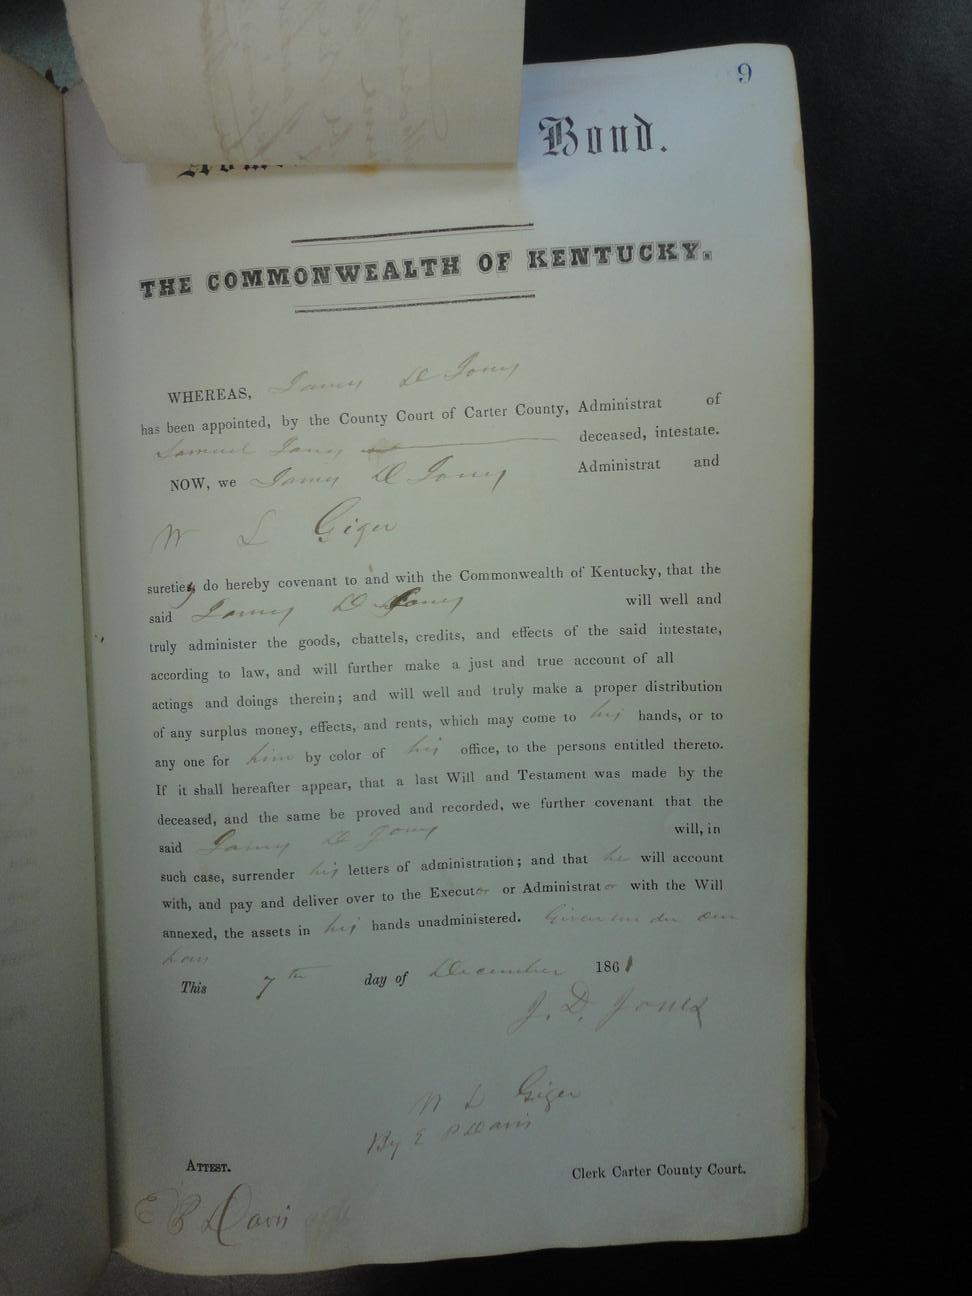 9
Bond.
THE COMMONWEALTH OF KENTUCKY.
WHEREAS, James D Jones
has been appointed, by the County Court of Carter County, Administrat of
Samuel Jones deceased, intestate.
NOW, we James D Jones Administrat and
W L Giger
sureties do hereby covenant to and with the Commonwealth of Kentucky, that the
said James D Jones will well and
truly administer the goods, chattels, credits, and effects of the said intestate,
according to law, and will further make a just and true account of all
actings and doings therein; and will well and truly make a proper distribution
of any surplus money, effects, and rents, which may come to his hands, or to
any one for him by color of his office, to the persons entitled thereto.
If it shall hereafter appear, that a last Will and Testament was made by the
deceased, and the same be proved and recorded, we further covenant that the
said James D Jones will, in
such case, surrender his letters of administration; and that he will account
with, and pay and deliver over to the Executor or Administrator with the Will
annexed, the assets in his hands unadministered. Given under our
han
This 7th day of December 1861
J. D. Jones
W L Giger
By E P Davis
ATTEST. Clerk Carter County Court.
E P Davis